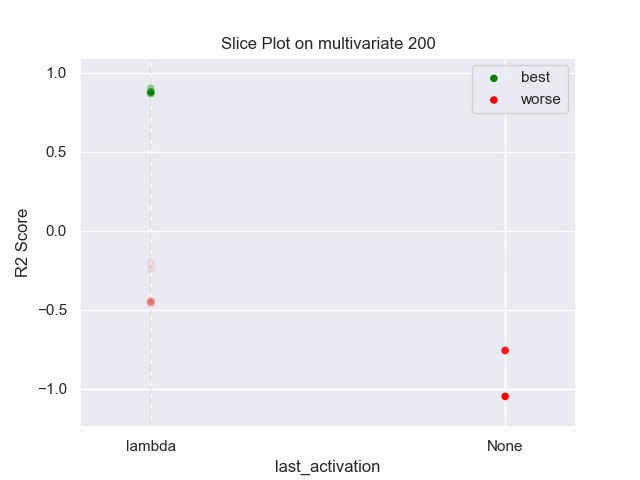 Slice Plot on multivariate 200
best
worse
1.0
0.5
0.0
−0.5
−1.0
R2 Score
lambda
None
last_activation